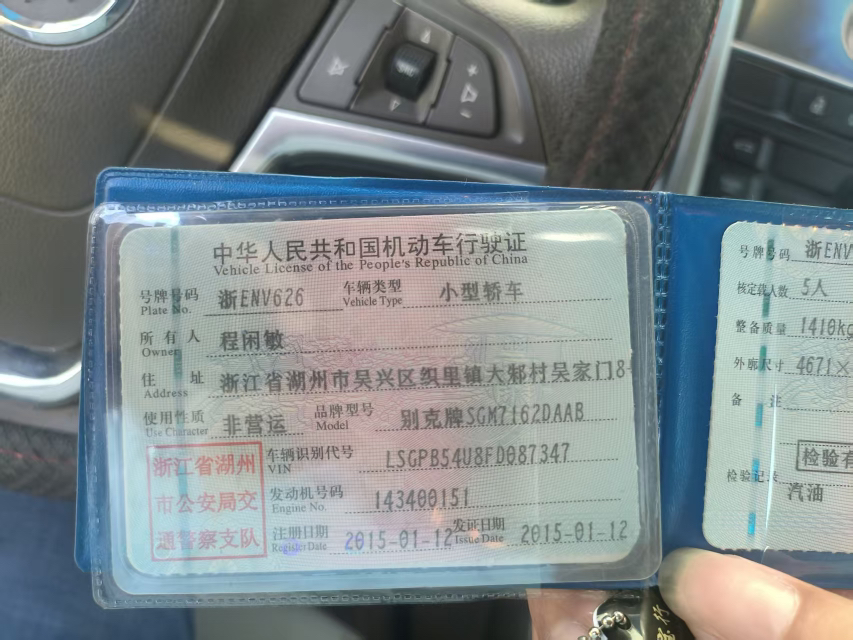 中华人民共和国机动车行驶证
Vehicle License of the People's Republic of China
号牌号码 浙ENV626 车辆类型 小型轿车
Plate No. Vehicle Type
所有人 程闲敏
Owner
住址 浙江省湖州市吴兴区织里镇大邾村吴家门8-
Address
使用性质 非营运 品牌型号 别克牌SGM7162DAAB
Use Character Model
浙江省湖州
市公安局交
通警察支队
车辆识别代号 LSGPB54U8FD087347
VIN
发动机号码 143400151
Engine No.
注册日期 2015-01-12 发证日期 2015-01-12
Register Date Issue Date
号牌号码 浙ENV
核定载人数 5人
整备质量 1410kg
外廓尺寸 4671×
备注
检验有
检验记录
汽油